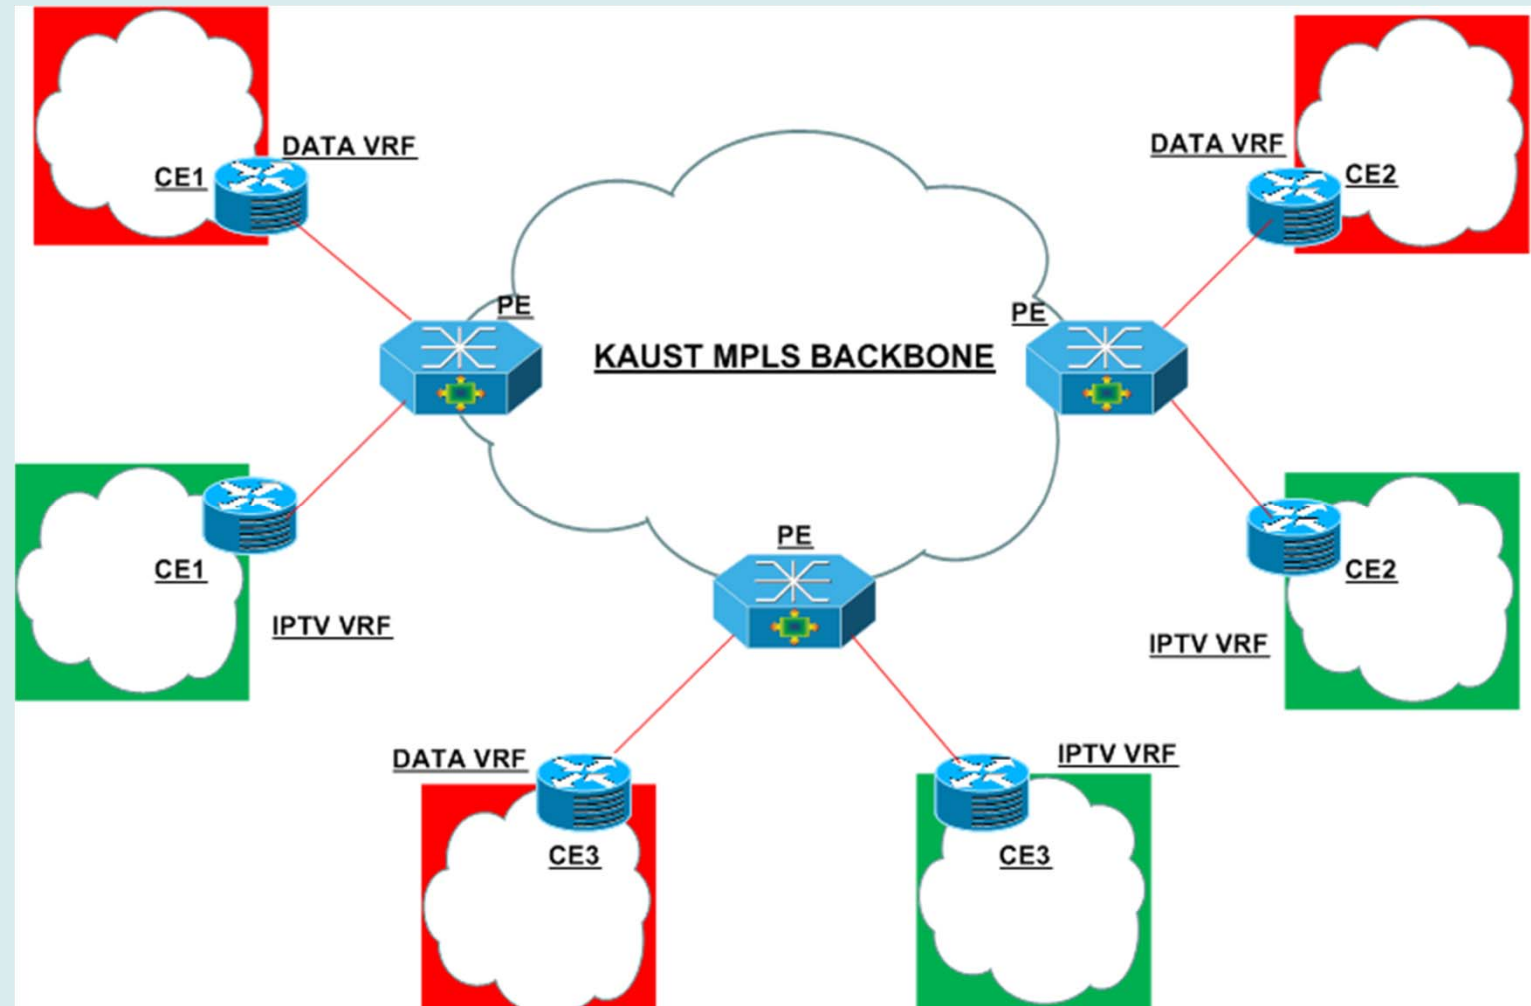 DATA VRF
CE1
DATA VRF
CE2
PE
PE
KAUST MPLS BACKBONE
PE
CE1
IPTV VRF
CE2
IPTV VRF
DATA VRF
CE3
IPTV VRF
CE3